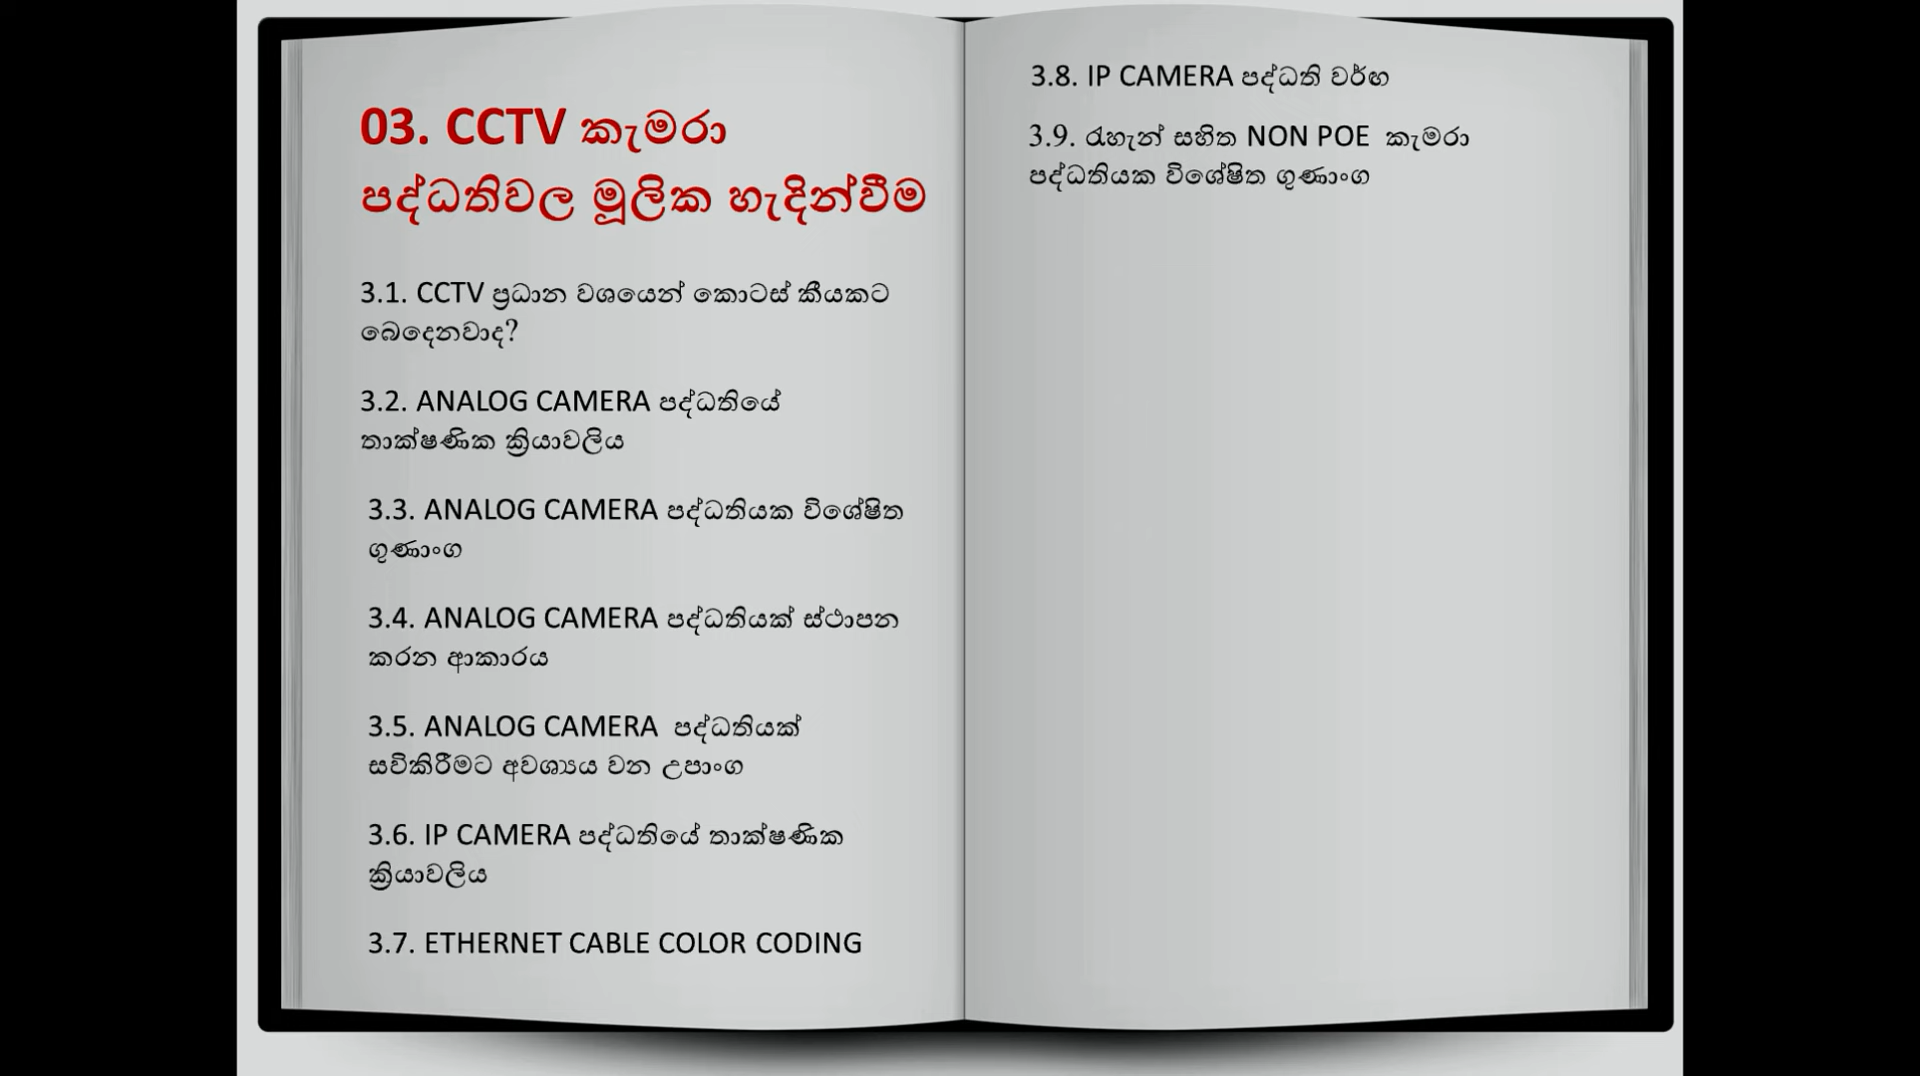 03. CCTV කැමරා
පද්ධතිවල මූලික හැදින්වීම
3.1. CCTV ප්‍රධාන වශයෙන් කොටස් කීයකට
බෙදෙනවාද?
3.2. ANALOG CAMERA පද්ධතියේ
තාක්ෂණික ක්‍රියාවලිය
3.3. ANALOG CAMERA පද්ධතියක විශේෂිත
ගුණාංග
3.4. ANALOG CAMERA පද්ධතියක් ස්ථාපන
කරන ආකාරය
3.5. ANALOG CAMERA පද්ධතියක්
සවිකිරීමට අවශ්‍යය වන උපාංග
3.6. IP CAMERA පද්ධතියේ තාක්ෂණික
ක්‍රියාවලිය
3.7. ETHERNET CABLE COLOR CODING
3.8. IP CAMERA පද්ධති වර්ඟ
3.9. රැහැන් සහිත NON POE කැමරා
පද්ධතියක විශේෂිත ගුණාංග